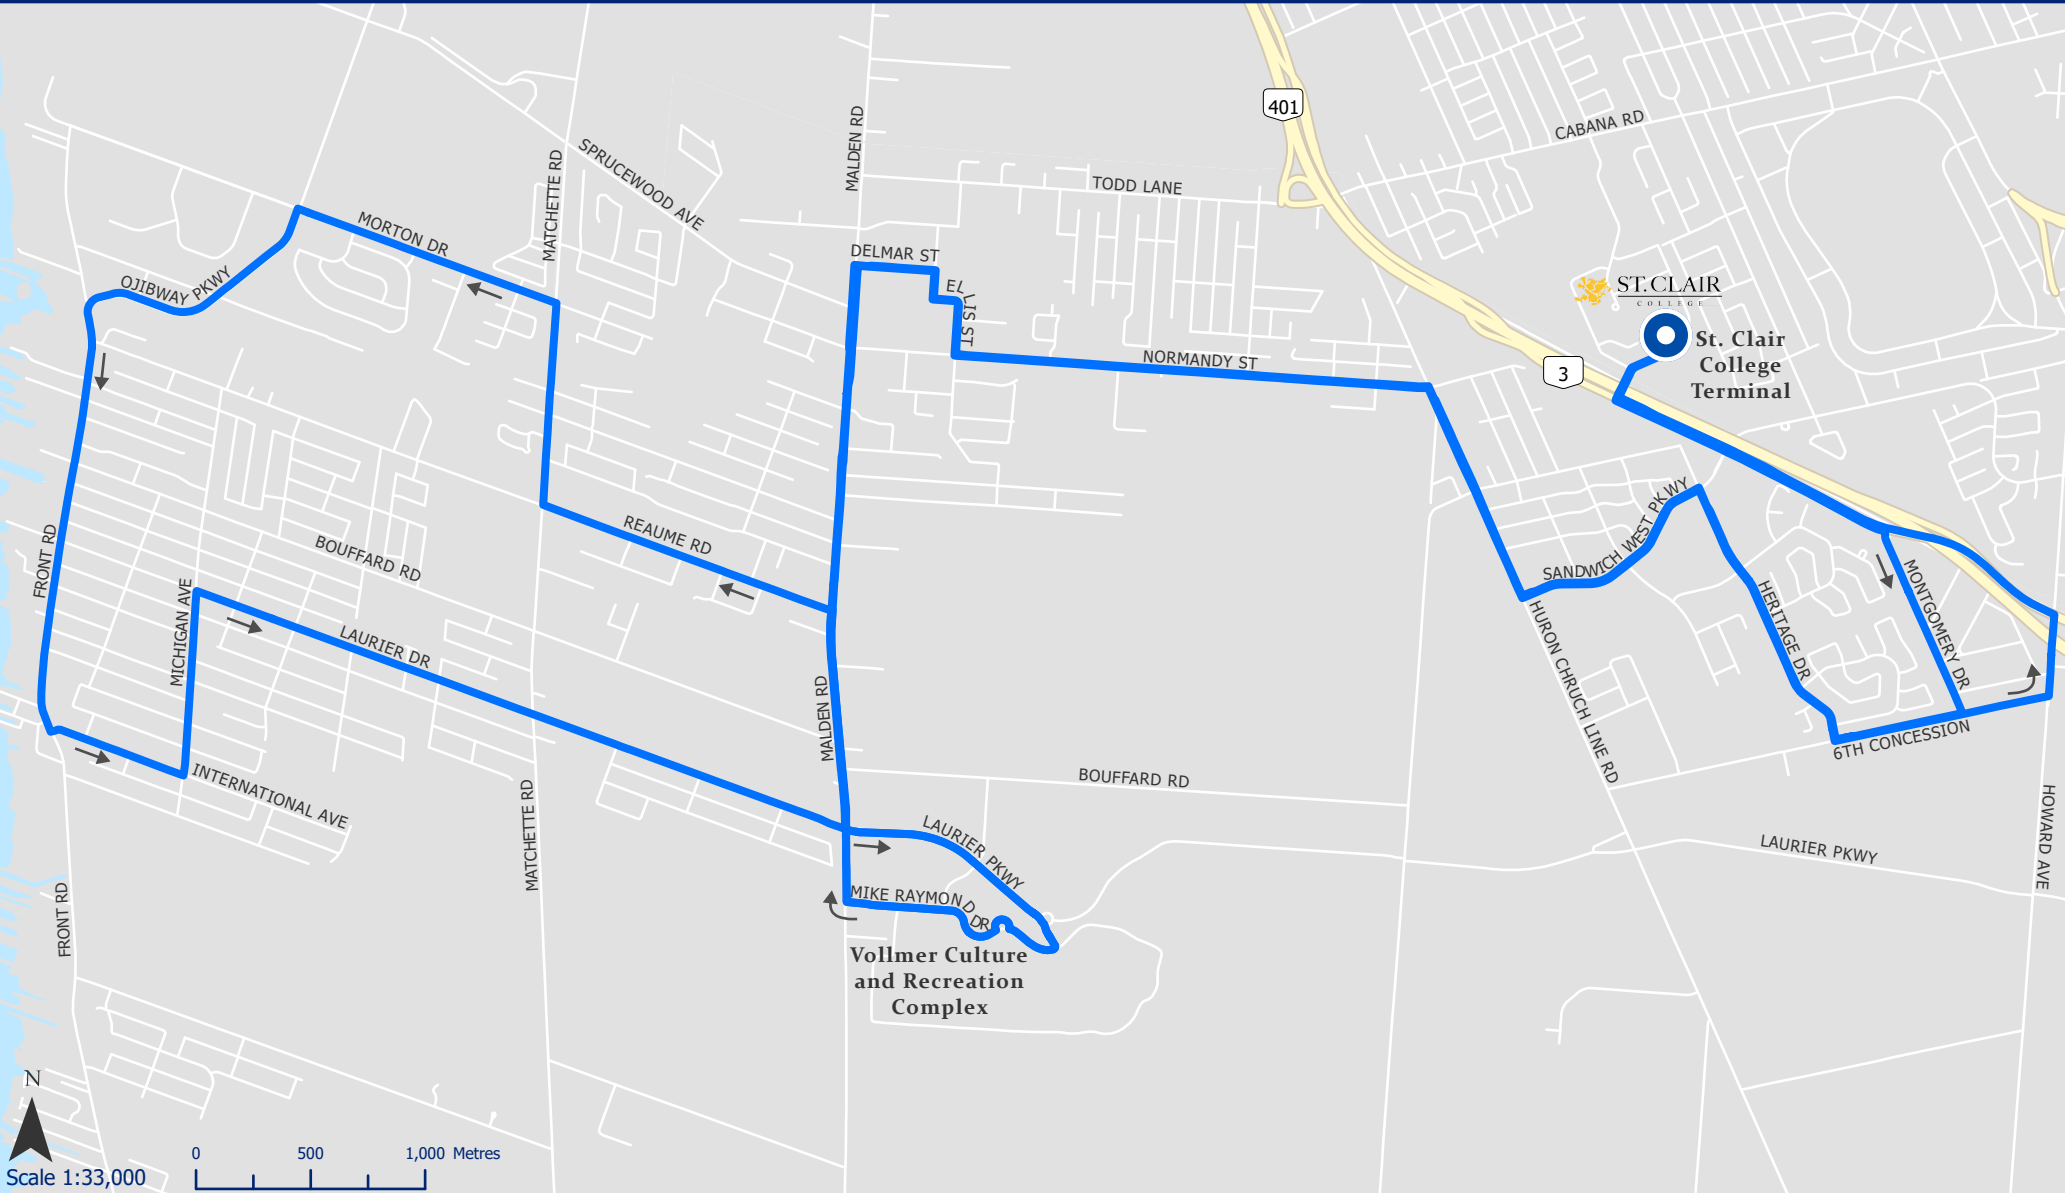 401
CABANA RD
MALDEN RD
SPRUCEWOOD AVE
MATCHETTE RD
TODD LANE
MORTON DR
DELMAR ST
OJIBWAY PKWY
ELLIS ST
ST. CLAIR
COLLEGE
St. Clair
College
Terminal
NORMANDY ST
3
SANDWICH WEST PKWY
REAUME RD
BOUFFARD RD
FRONT RD
MICHIGAN AVE
LAURIER DR
HURON CHRUCH LINE RD
HERITAGE DR
MONTGOMERY DR
MALDEN RD
6TH CONCESSION
INTERNATIONAL AVE
BOUFFARD RD
MATCHETTE RD
LAURIER PKWY
LAURIER PKWY
HOWARD AVE
MIKE RAYMOND DR
FRONT RD
Vollmer Culture
and Recreation
Complex
N
0 500 1,000 Metres
Scale 1:33,000